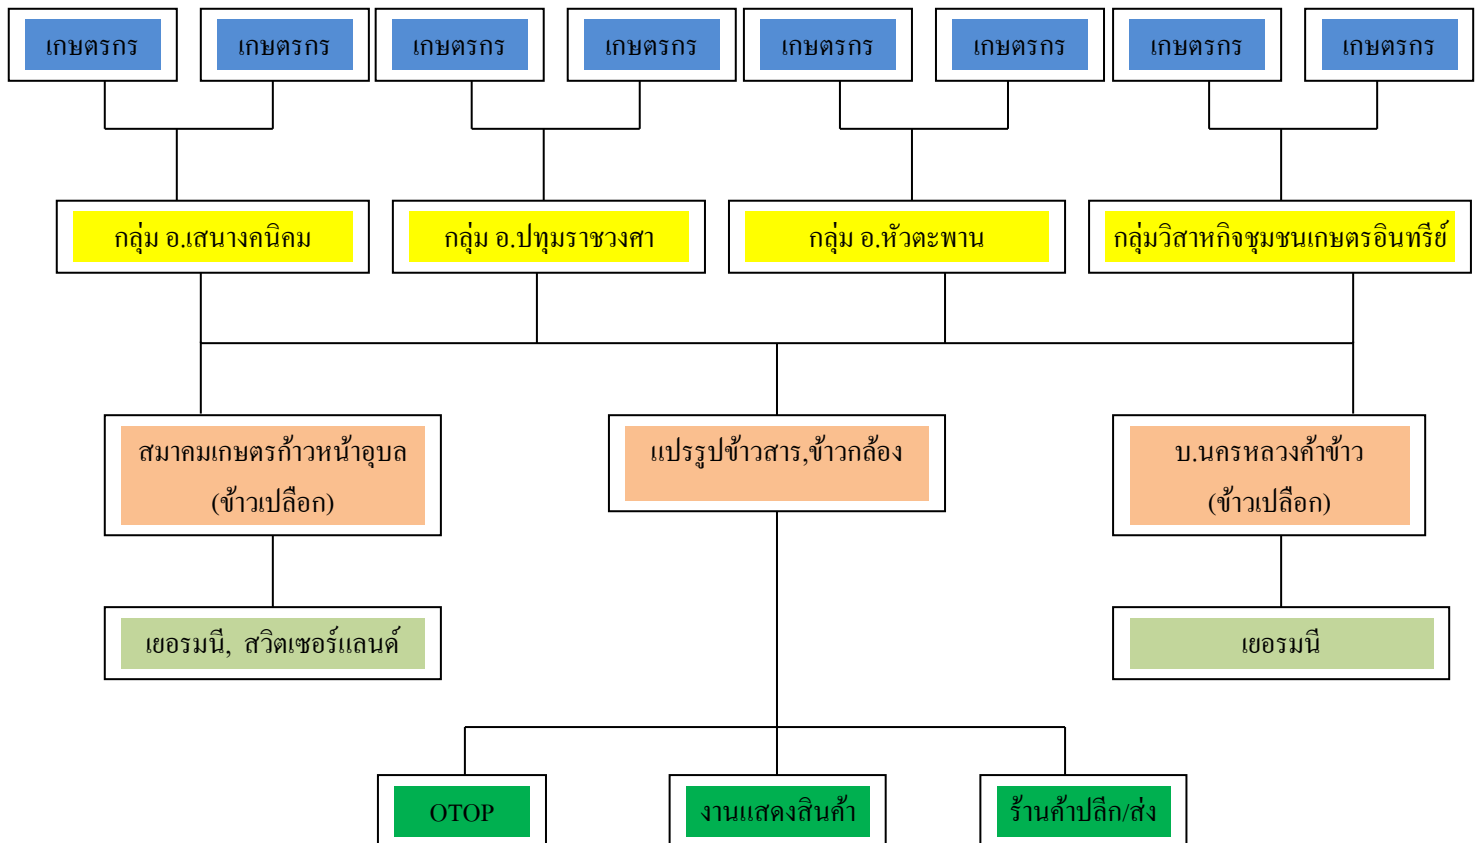 เกษตรกร
เกษตรกร
เกษตรกร
เกษตรกร
เกษตรกร
เกษตรกร
เกษตรกร
เกษตรกร
กลุ่ม อ.เสนางคนิคม
กลุ่ม อ.ปทุมราชวงศา
กลุ่ม อ.หัวตะพาน
กลุ่มวิสาหกิจชุมชนเกษตรอินทรีย์
สมาคมเกษตรก้าวหน้าอุบล
(ข้าวเปลือก)
แปรรูปข้าวสาร,ข้าวกล้อง
บ.นครหลวงค้าข้าว
(ข้าวเปลือก)
เยอรมนี, สวิตเซอร์แลนด์
เยอรมนี
OTOP
งานแสดงสินค้า
ร้านค้าปลีก/ส่ง